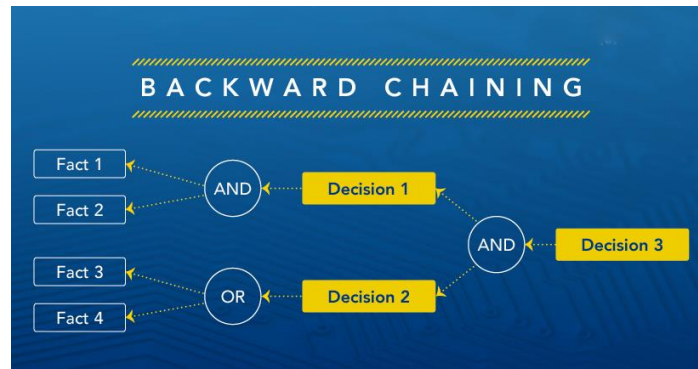 BACKWARD CHAINING
Fact 1
Fact 2
AND
Decision 1
Fact 3
Fact 4
OR
Decision 2
AND
Decision 3